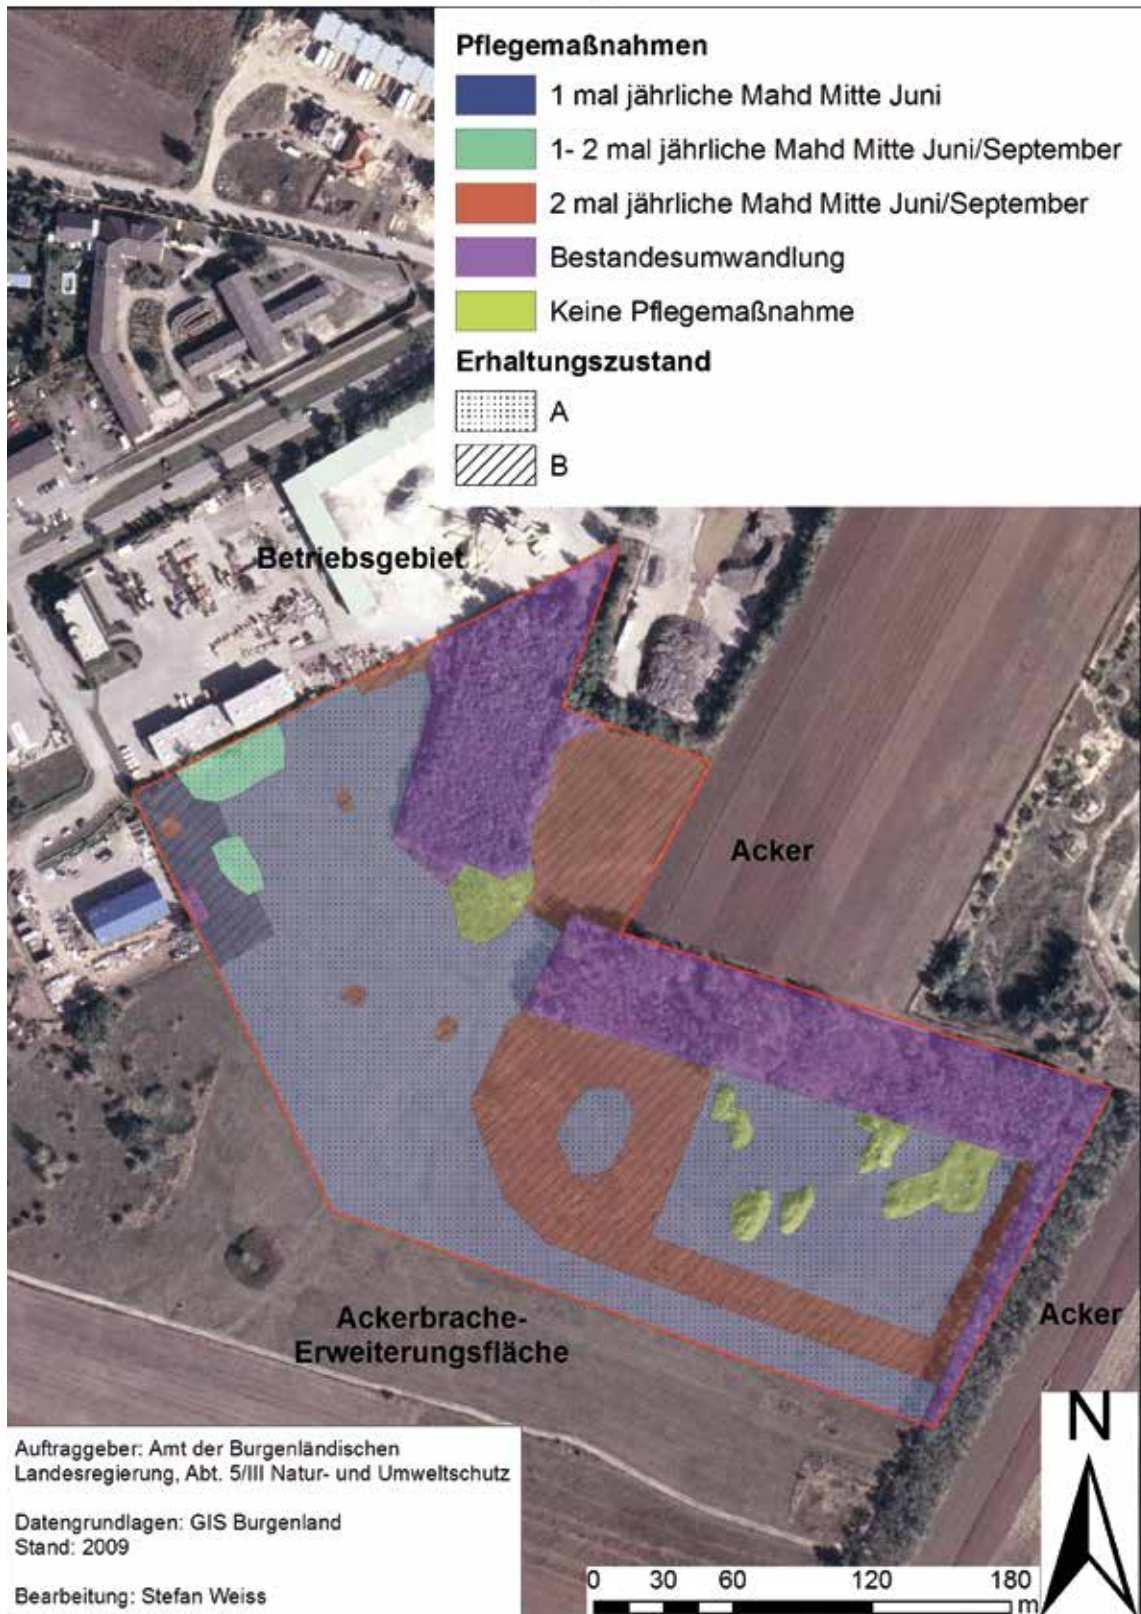 Pflegemaßnahmen
1 mal jährliche Mahd Mitte Juni
1- 2 mal jährliche Mahd Mitte Juni/September
2 mal jährliche Mahd Mitte Juni/September
Bestandesumwandlung
Keine Pflegemaßnahme
Erhaltungszustand
A
B
Betriebsgebiet
Acker
Acker
Ackerbrache-
Erweiterungsfläche
Auftraggeber: Amt der Burgenländischen
Landesregierung, Abt. 5/III Natur- und Umweltschutz
Datengrundlagen: GIS Burgenland
Stand: 2009
Bearbeitung: Stefan Weiss
N
0 30 60 120 180
m